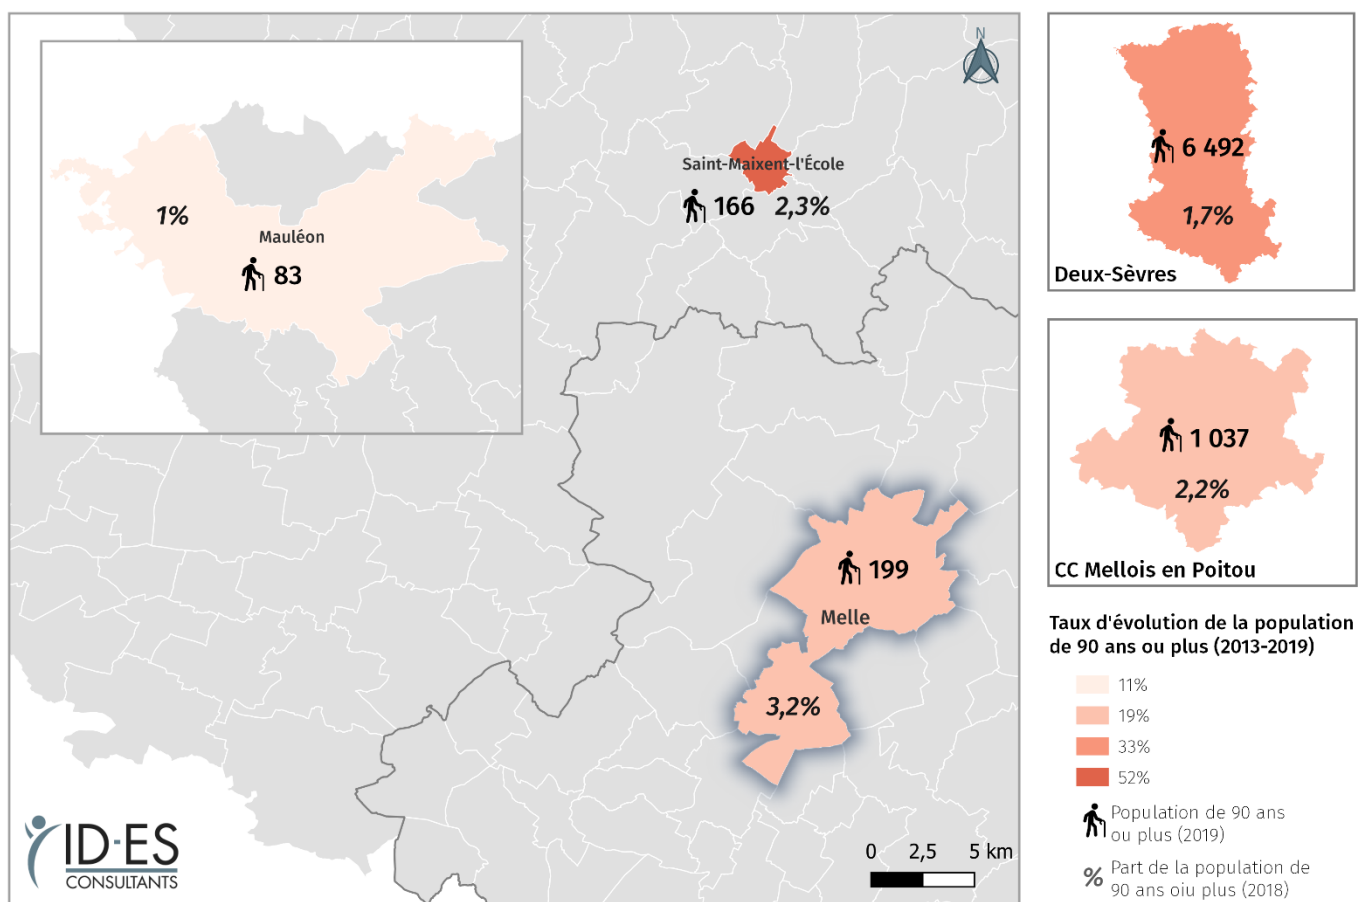 N
1%
Mauléon
83
Saint-Maixent-l'École
166 2,3%
199
Melle
3,2%
0 2,5 5 km
ID-ES
CONSULTANTS
6 492
1,7%
Deux-Sèvres
1 037
2,2%
CC Mellois en Poitou
Taux d'évolution de la population
de 90 ans ou plus (2013-2019)
11%
19%
33%
52%
Population de 90 ans
ou plus (2019)
% Part de la population de
90 ans oiu plus (2018)